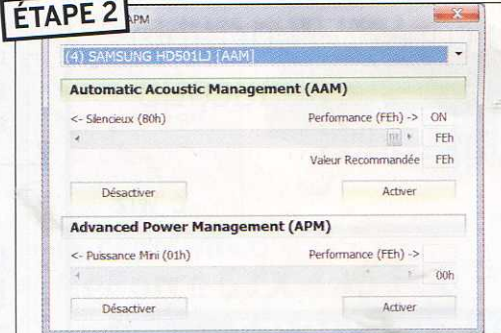 ÉTAPE 2
APM
(4) SAMSUNG HD501LJ [AAM]
Automatic Acoustic Management (AAM)
<- Silencieux (80h) Performance (FEh) -> ON
FEh
Valeur Recommandée FEh
Désactiver Activer
Advanced Power Management (APM)
<- Puissance Mini (01h) Performance (FEh) ->
00h
Désactiver Activer